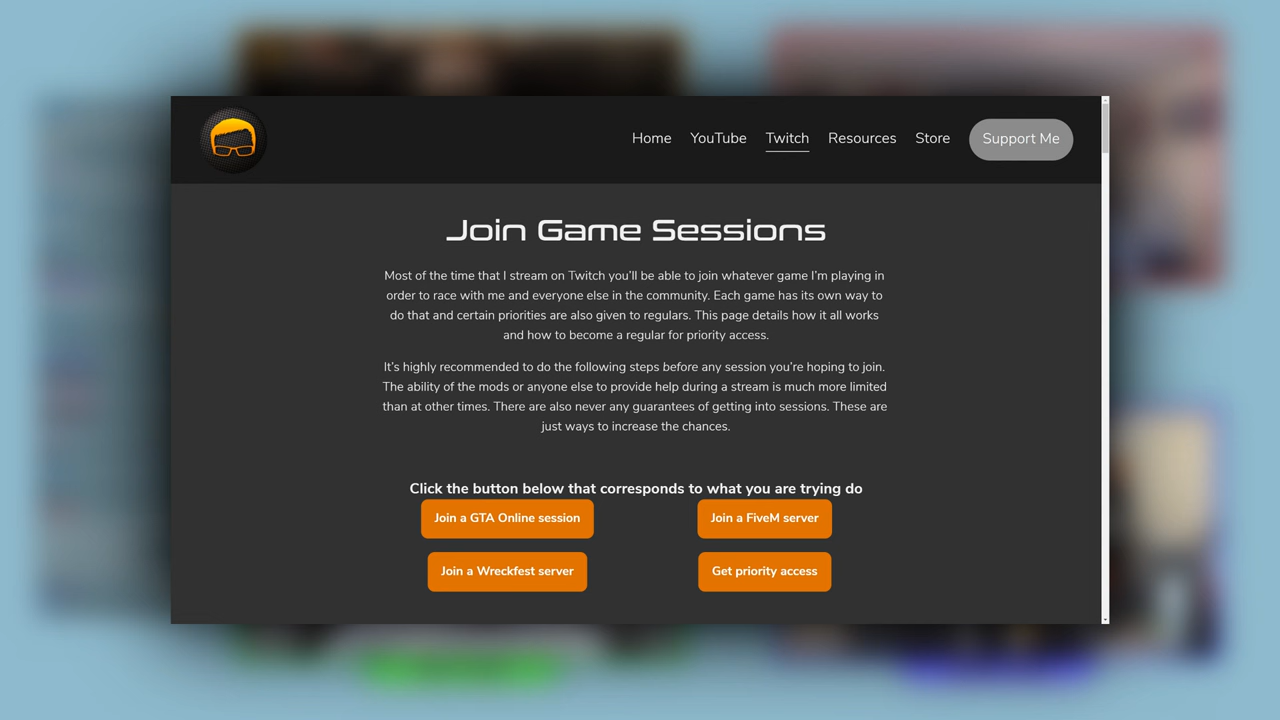 Home YouTube Twitch Resources Store Support Me
Join Game Sessions
Most of the time that I stream on Twitch you'll be able to join whatever game I'm playing in
order to race with me and everyone else in the community. Each game has its own way to
do that and certain priorities are also given to regulars. This page details how it all works
and how to become a regular for priority access.
It's highly recommended to do the following steps before any session you're hoping to join.
The ability of the mods or anyone else to provide help during a stream is much more limited
than at other times. There are also never any guarantees of getting into sessions. These are
just ways to increase the chances.
Click the button below that corresponds to what you are trying do
Join a GTA Online session Join a FiveM server
Join a Wreckfest server Get priority access